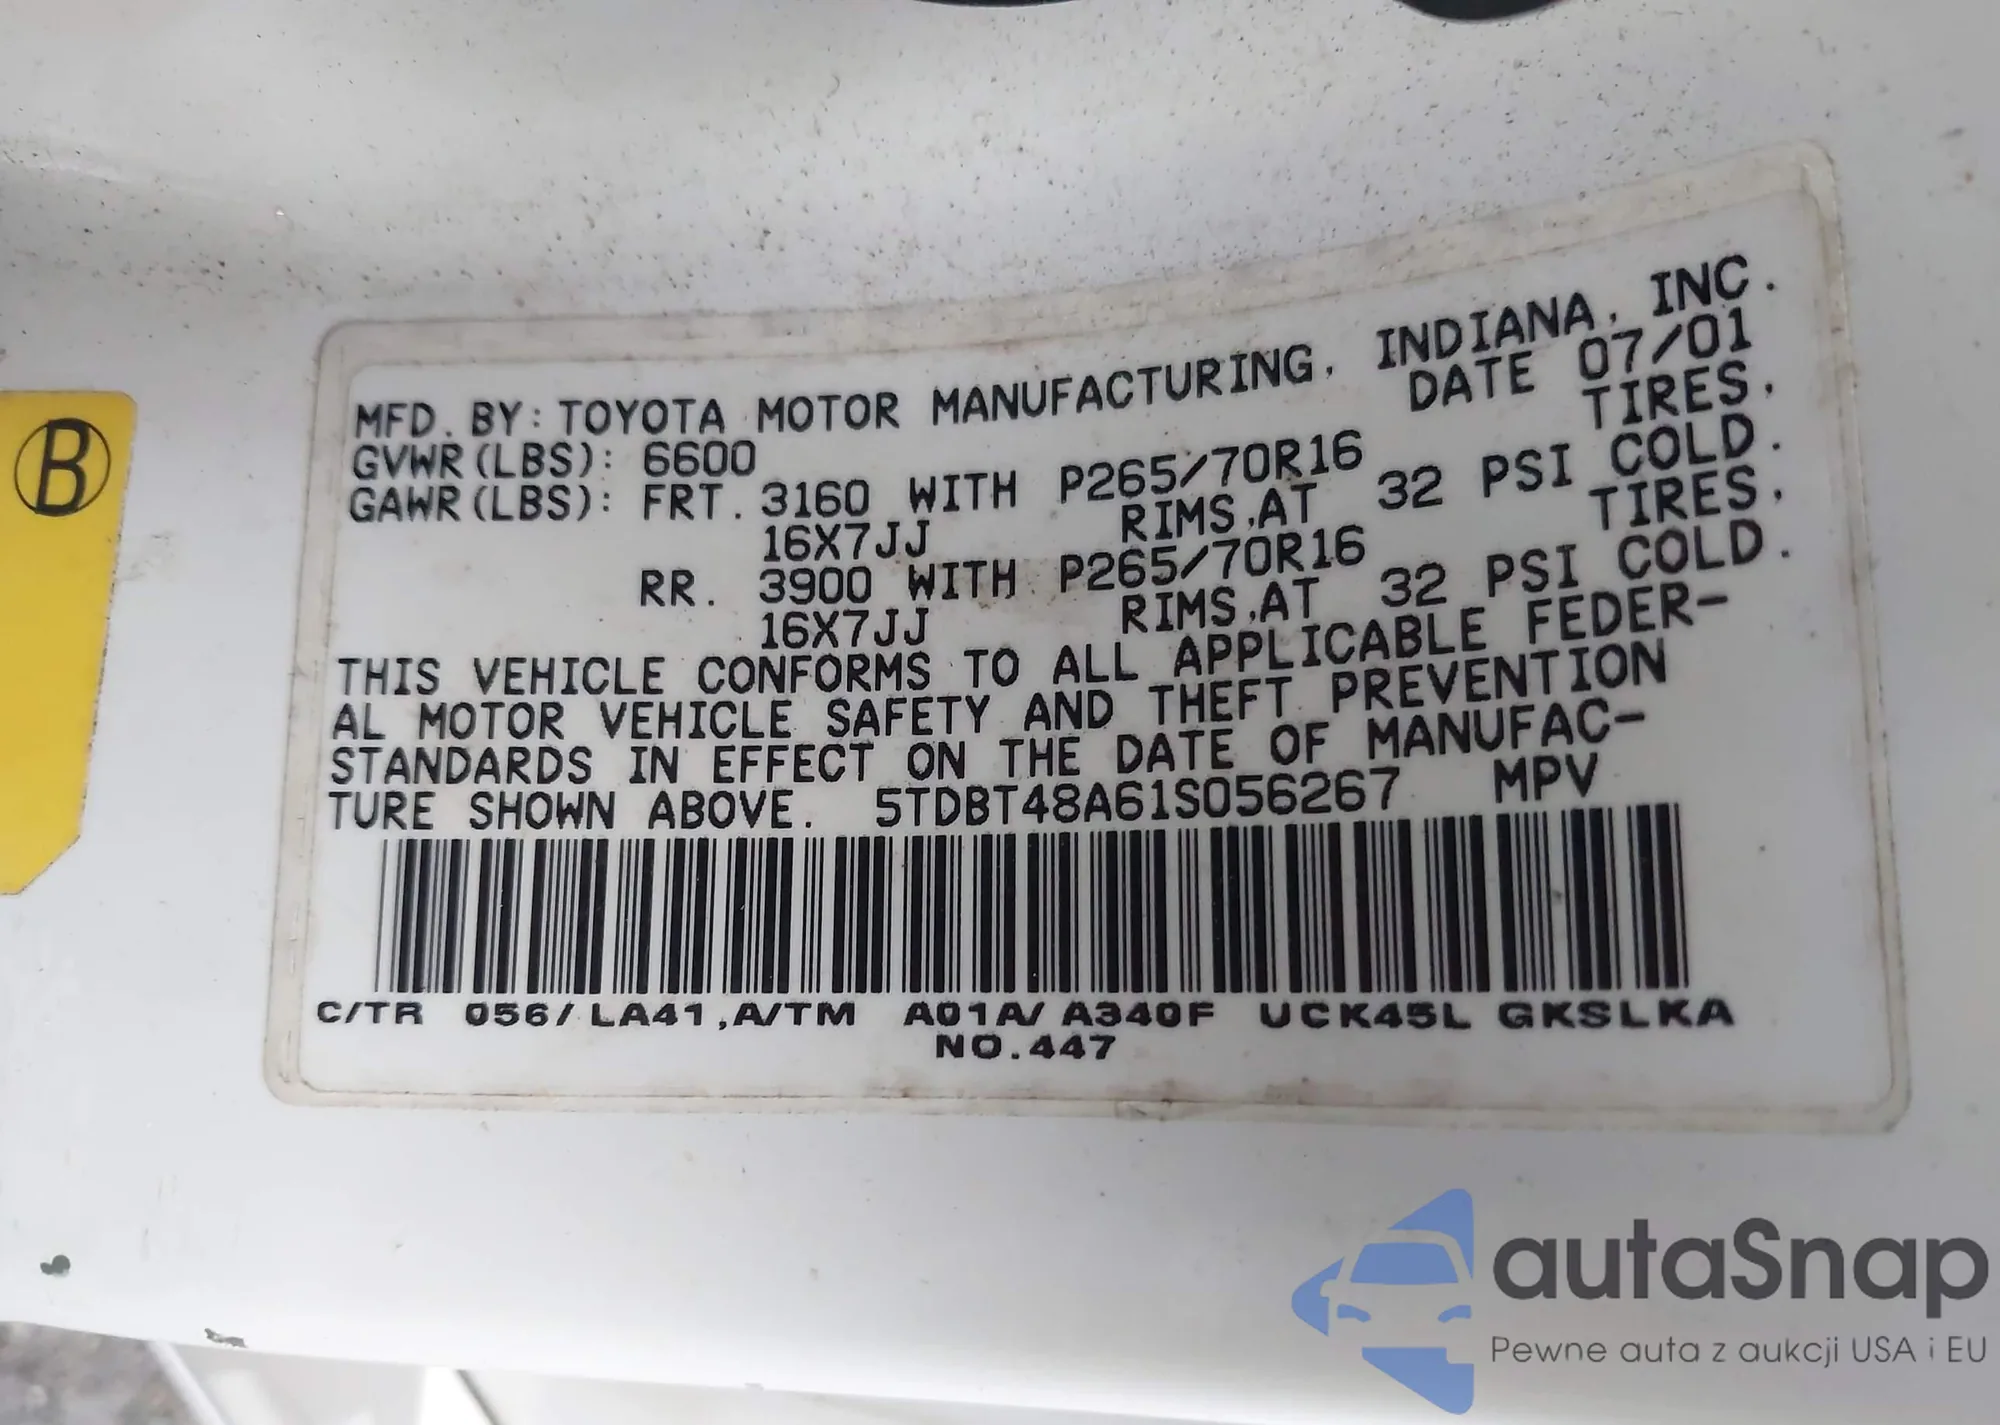 B
MFD. BY: TOYOTA MOTOR MANUFACTURING, INDIANA, INC.
GVWR(LBS): 6600 DATE 07/01
GAWR(LBS): FRT. 3160 WITH P265/70R16 TIRES,
16X7JJ RIMS,AT 32 PSI COLD.
RR. 3900 WITH P265/70R16 TIRES,
16X7JJ RIMS,AT 32 PSI COLD.
THIS VEHICLE CONFORMS TO ALL APPLICABLE FEDER-
AL MOTOR VEHICLE SAFETY AND THEFT PREVENTION
STANDARDS IN EFFECT ON THE DATE OF MANUFAC-
TURE SHOWN ABOVE. 5TDBT48A61S056267 MPV
C/TR 056/LA41,A/TM A01A/A340F UCK45L GKSLKA
NO.447
autaSnap
Pewne auta z aukcji USA i EU